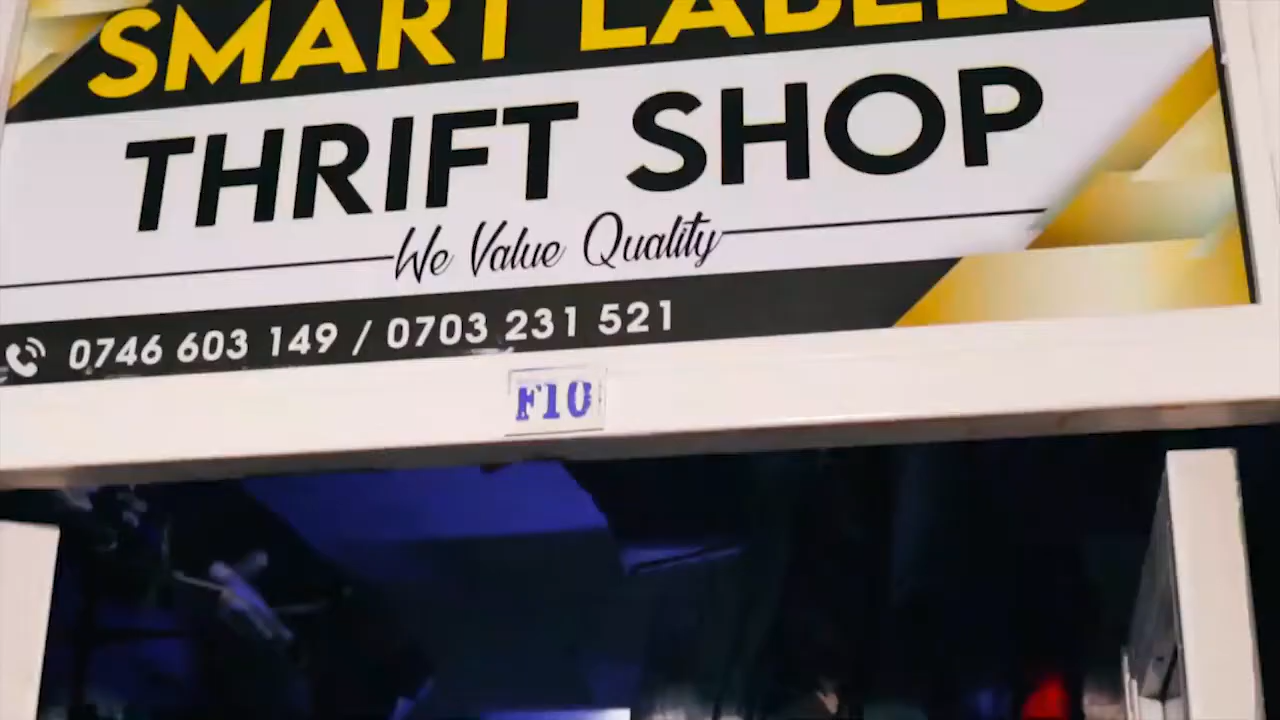 SMART LABELS
THRIFT SHOP
We Value Quality
0746 603 149 / 0703 231 521
F10